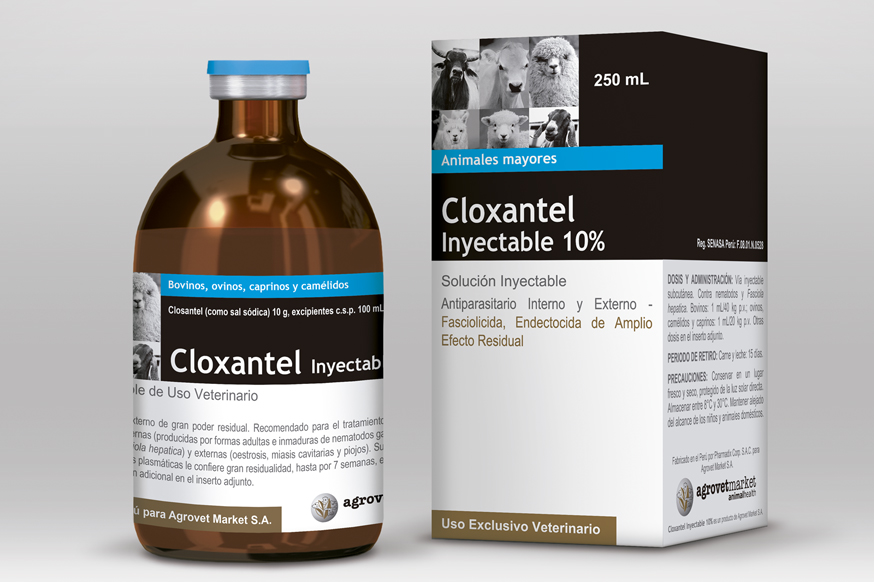 Bovinos, ovinos, caprinos y camélidos
Closantel (como sal sódica) 10 g, excipientes c.s.p. 100 mL
Cloxantel Inyectab
de Uso Veterinario
externo de gran poder residual. Recomendado para el tratamiento
ernas (producidas por formas adultas e inmaduras de nematodos ga
iola hepatica) y externas (oestrosis, miasis cavitarias y piojos). Su
s plasmáticas le confiere gran residualidad, hasta por 7 semanas, e
n adicional en el inserto adjunto.
agrovet
ú para Agrovet Market S.A.
250 mL
Animales mayores
Cloxantel
Inyectable 10%
Reg. SENASA Perú: F.08.01.N.0520
Solución Inyectable
Antiparasitario Interno y Externo -
Fasciolicida, Endectocida de Amplio
Efecto Residual
Uso Exclusivo Veterinario
DOSIS Y ADMINISTRACIÓN: Vía inyectable
subcutánea. Contra nematodos y Fasciola
hepatica: Bovinos: 1 mL/40 kg p.v.; ovinos,
camélidos y caprinos: 1 mL/20 kg p.v. Otras
dosis en el inserto adjunto.
PERIODO DE RETIRO: Carne y leche: 15 días.
PRECAUCIONES: Conservar en un lugar
fresco y seco, protegido de la luz solar directa.
Almacenar entre 8°C y 30°C. Mantener alejado
del alcance de los niños y animales domésticos.
Fabricado en el Perú por Pharmadix Corp. S.A.C. para
Agrovet Market S.A.
agrovetmarket
animalhealth
Cloxantel Inyectable 10% es un producto de Agrovet Market S.A.